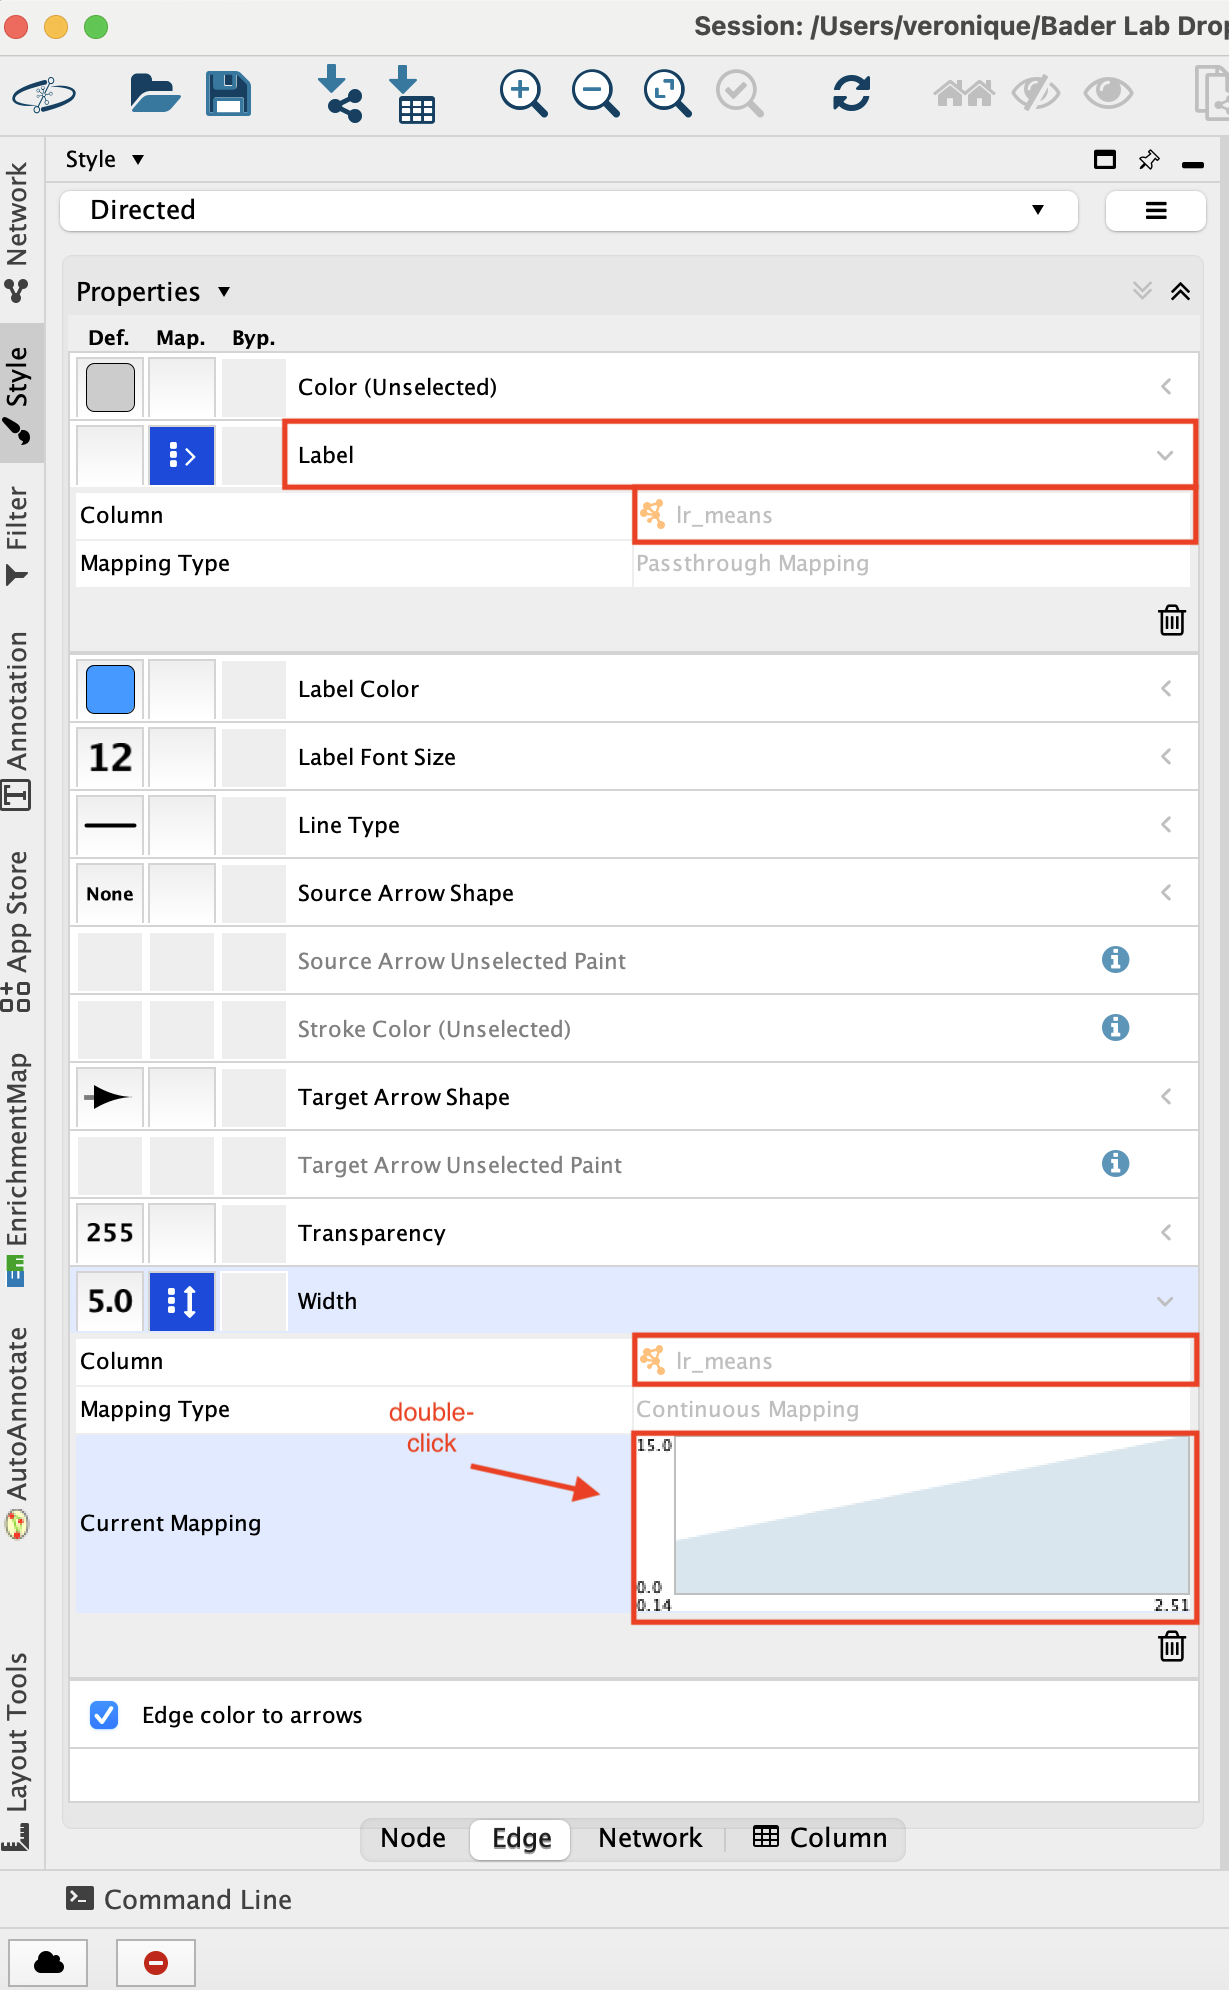 Session: /Users/veronique/Bader Lab Drop
Style
Directed
Properties
Def. Map. Byp.
Color (Unselected)
Label
Column lr_means
Mapping Type Passthrough Mapping
Label Color
12 Label Font Size
Line Type
None Source Arrow Shape
Source Arrow Unselected Paint
Stroke Color (Unselected)
Target Arrow Shape
Target Arrow Unselected Paint
255 Transparency
5.0 Width
Column lr_means
Mapping Type Continuous Mapping
double-
click
Current Mapping
15.0
0.0
0.14 2.51
Edge color to arrows
Node Edge Network Column
Command Line
Network
Style
Filter
Annotation
App Store
EnrichmentMap
AutoAnnotate
Layout Tools